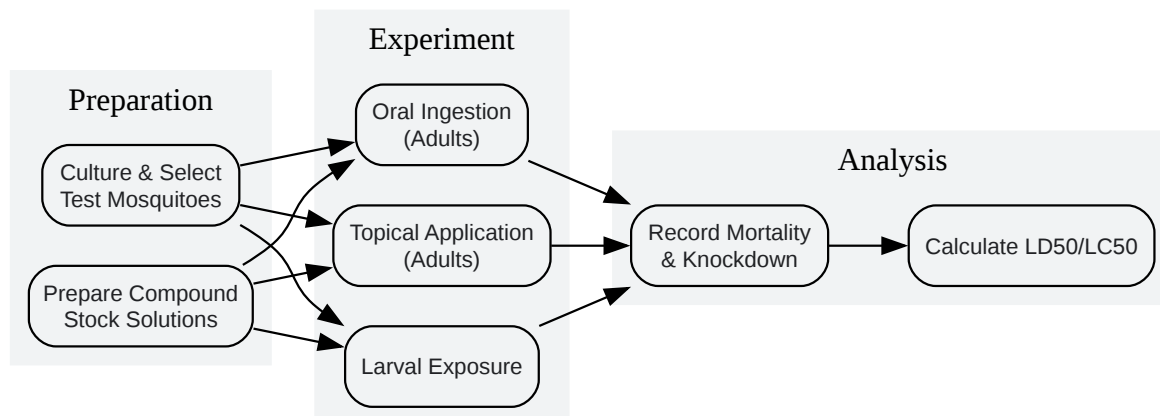 Preparation
Culture & Select
Test Mosquitoes
Prepare Compound
Stock Solutions
Experiment
Oral Ingestion
(Adults)
Topical Application
(Adults)
Larval Exposure
Analysis
Record Mortality
& Knockdown
Calculate LD50/LC50